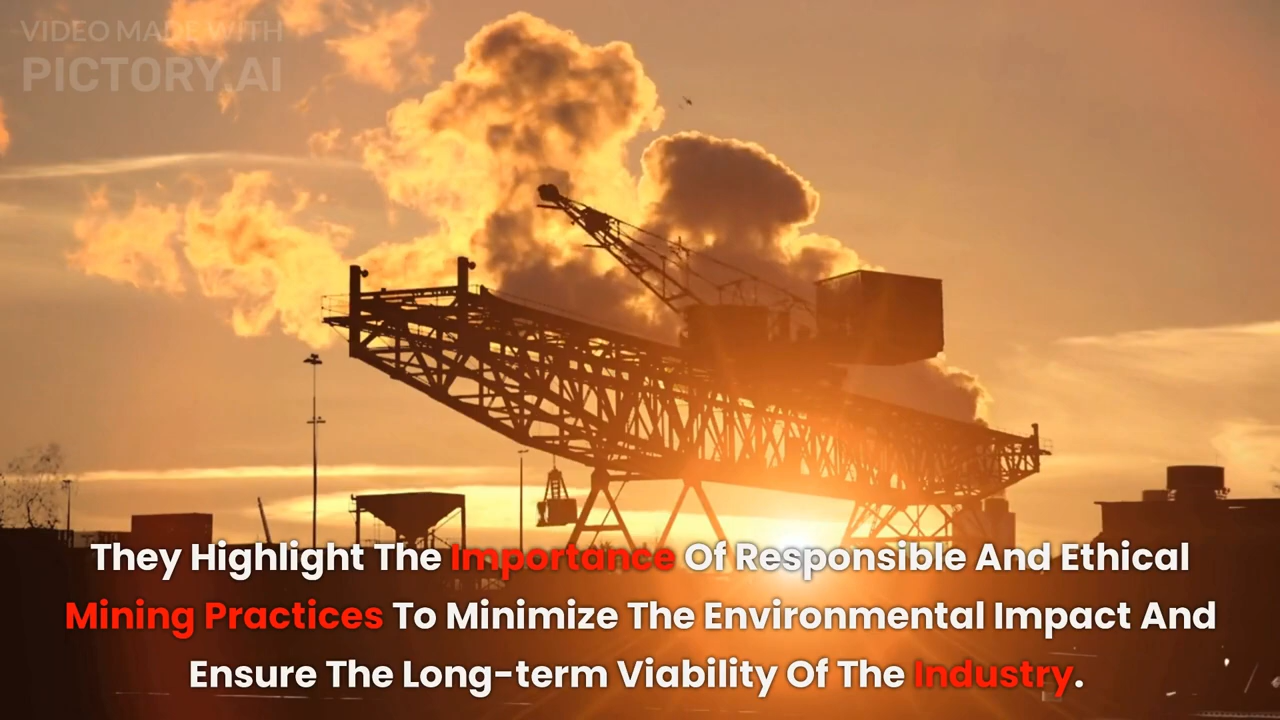 VIDEO MADE WITH
PICTORY.AI
They Highlight The Importance Of Responsible And Ethical
Mining Practices To Minimize The Environmental Impact And
Ensure The Long-term Viability Of The Industry.